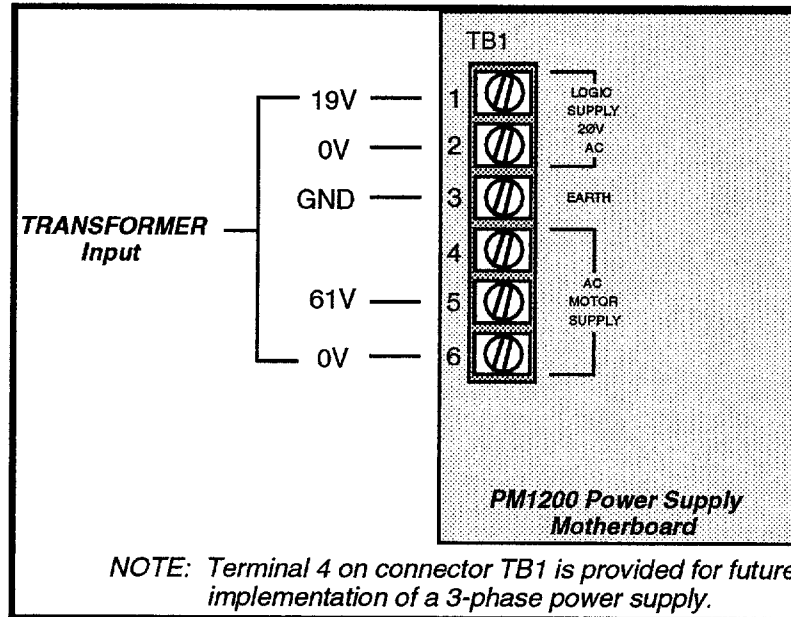 TB1
19V 1 LOGIC
SUPPLY
20V
0V 2 AC
GND 3 EARTH
TRANSFORMER
Input
4
AC
61V 5 MOTOR
SUPPLY
0V 6
PM1200 Power Supply
Motherboard
NOTE: Terminal 4 on connector TB1 is provided for future
implementation of a 3-phase power supply.